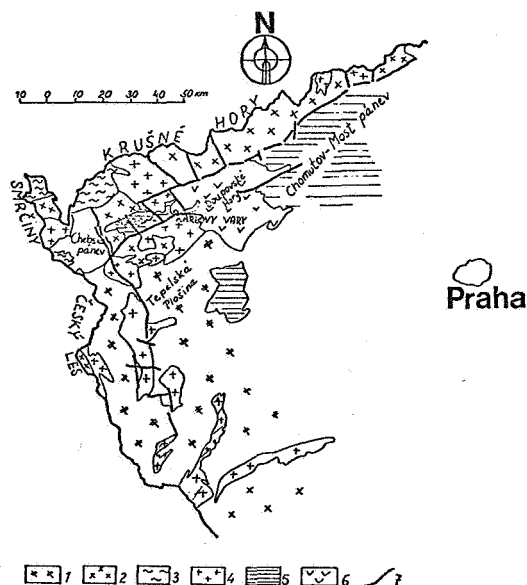 N
10 0 10 20 30 40 50 km
KRUŠNÉ HORY
SMRČINY
Chomutov-Most pánev
Doupovské hory
KARLOVY VARY
Chebská pánev
Tepelská Plošina
ČESKÝ LES
Praha
1 2 3 4 5 6 7